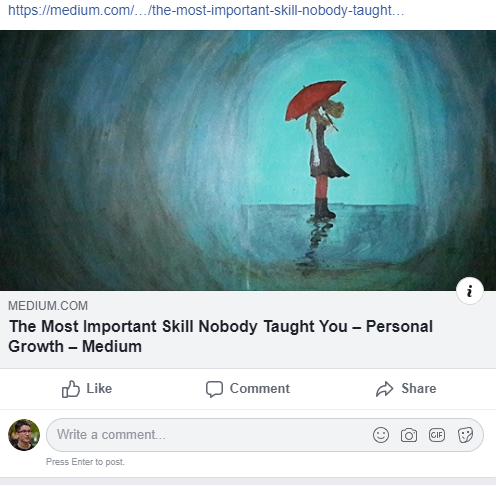 https://medium.com/…/the-most-important-skill-nobody-taught…
i
MEDIUM.COM
The Most Important Skill Nobody Taught You – Personal
Growth – Medium
Like Comment Share
Write a comment...
GIF
Press Enter to post.